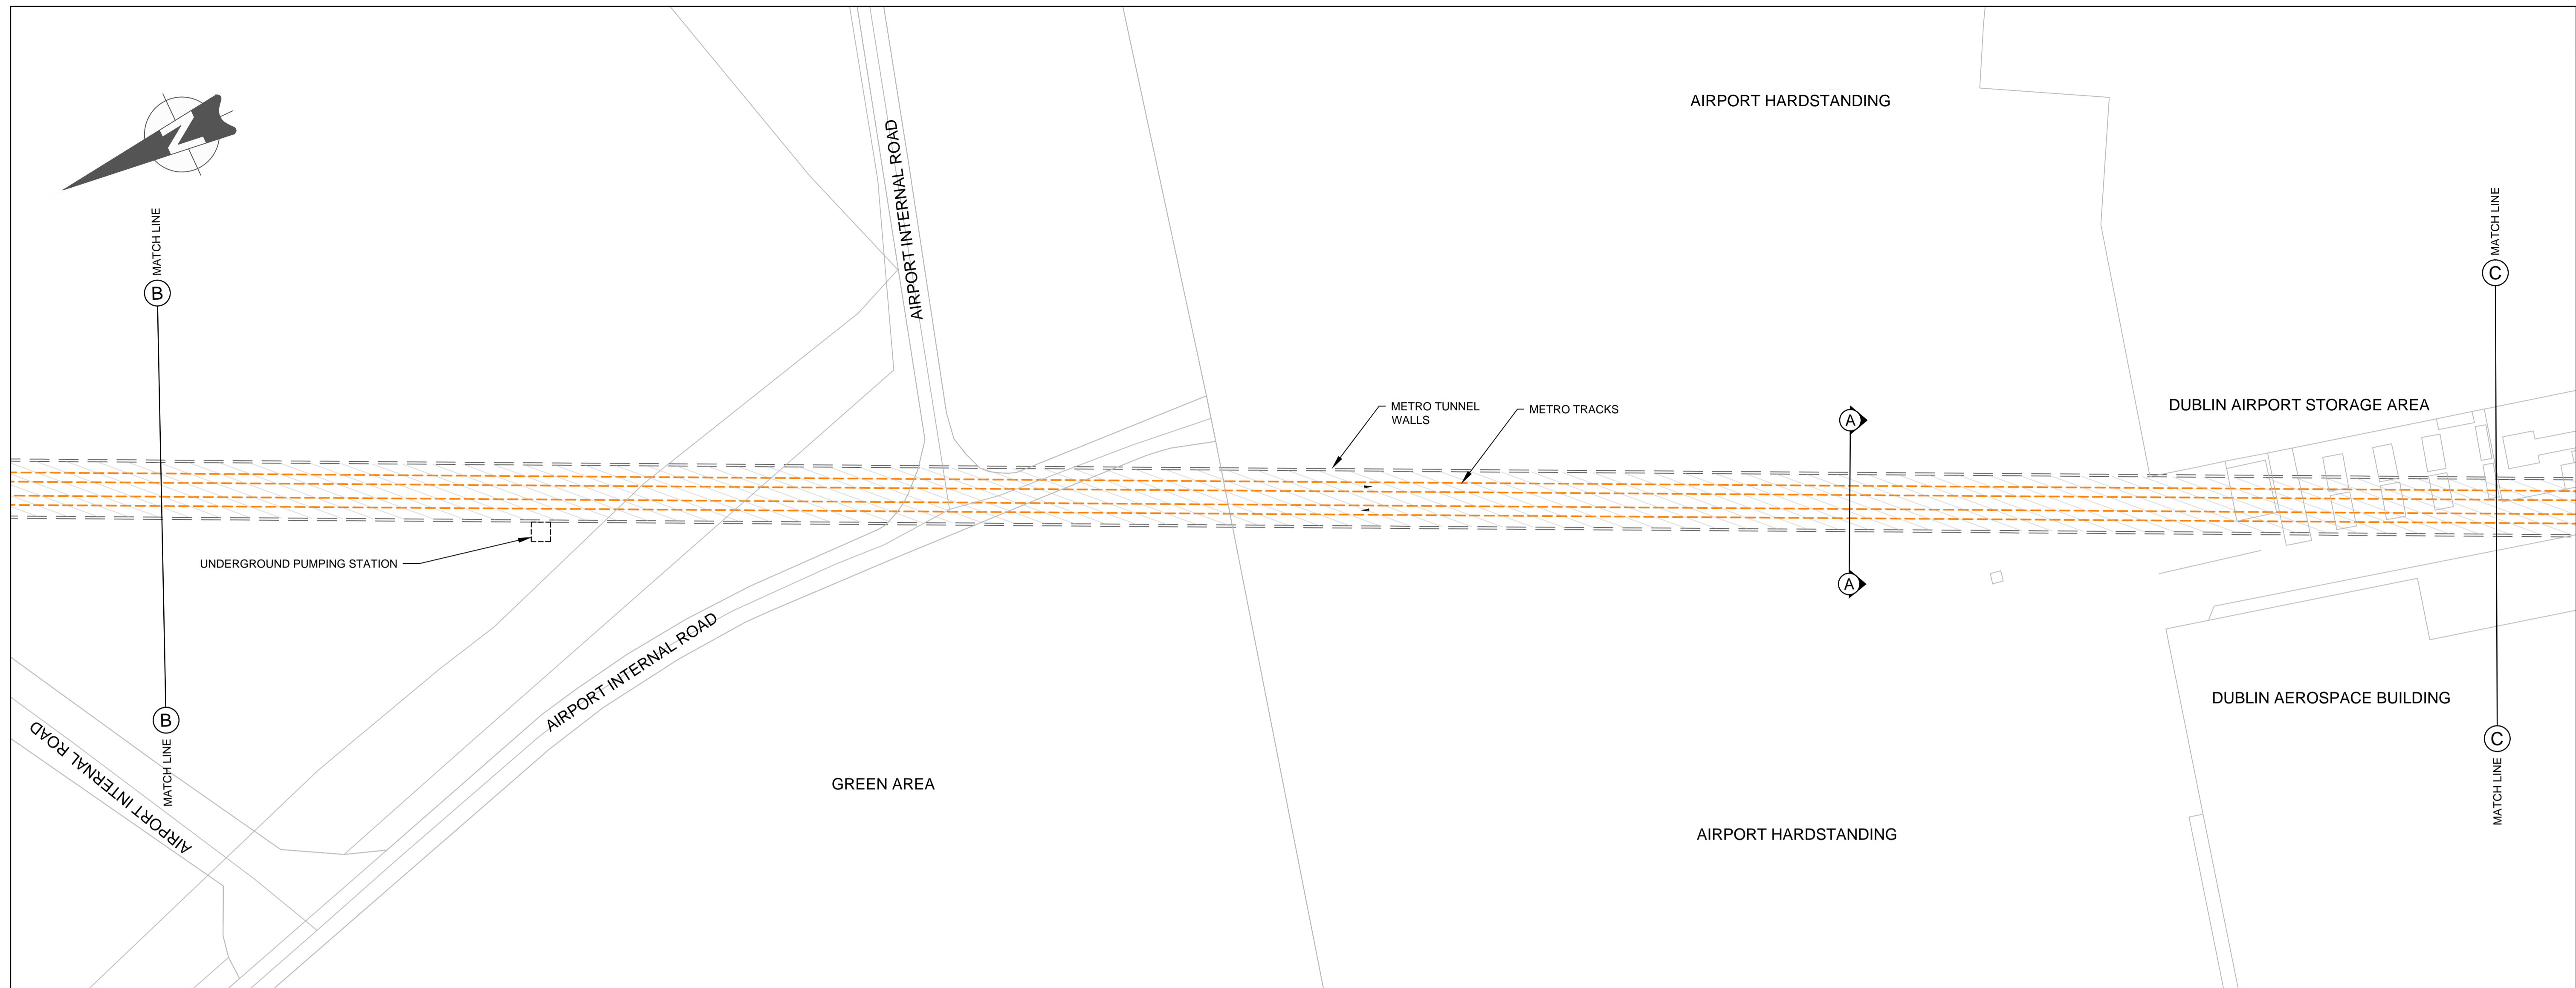 AIRPORT HARDSTANDING
N
AIRPORT INTERNAL ROAD
MATCH LINE
B
MATCH LINE
C
METRO TUNNEL
WALLS
METRO TRACKS
A
DUBLIN AIRPORT STORAGE AREA
UNDERGROUND PUMPING STATION
A
AIRPORT INTERNAL ROAD
DUBLIN AEROSPACE BUILDING
B
MATCH LINE
AIRPORT INTERNAL ROAD
C
MATCH LINE
GREEN AREA
AIRPORT HARDSTANDING